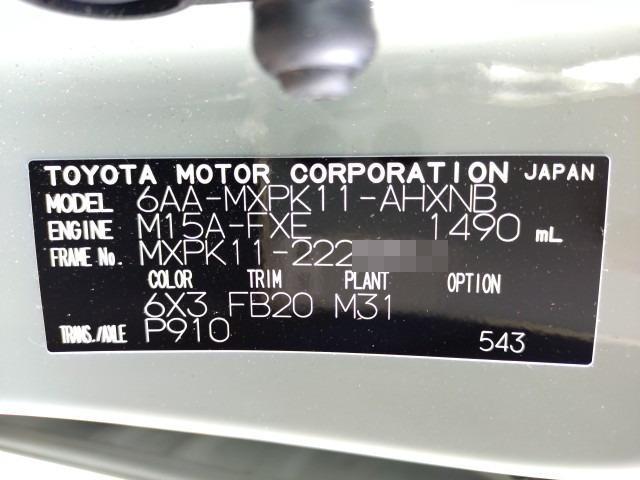 TOYOTA MOTOR CORPORATION JAPAN
MODEL 6AA-MXPK11-AHXNB
ENGINE M15A-FXE 1490 mL
FRAME No. MXPK11-222
COLOR TRIM PLANT OPTION
6X3 FB20 M31
TRANS./AXLE P910 543